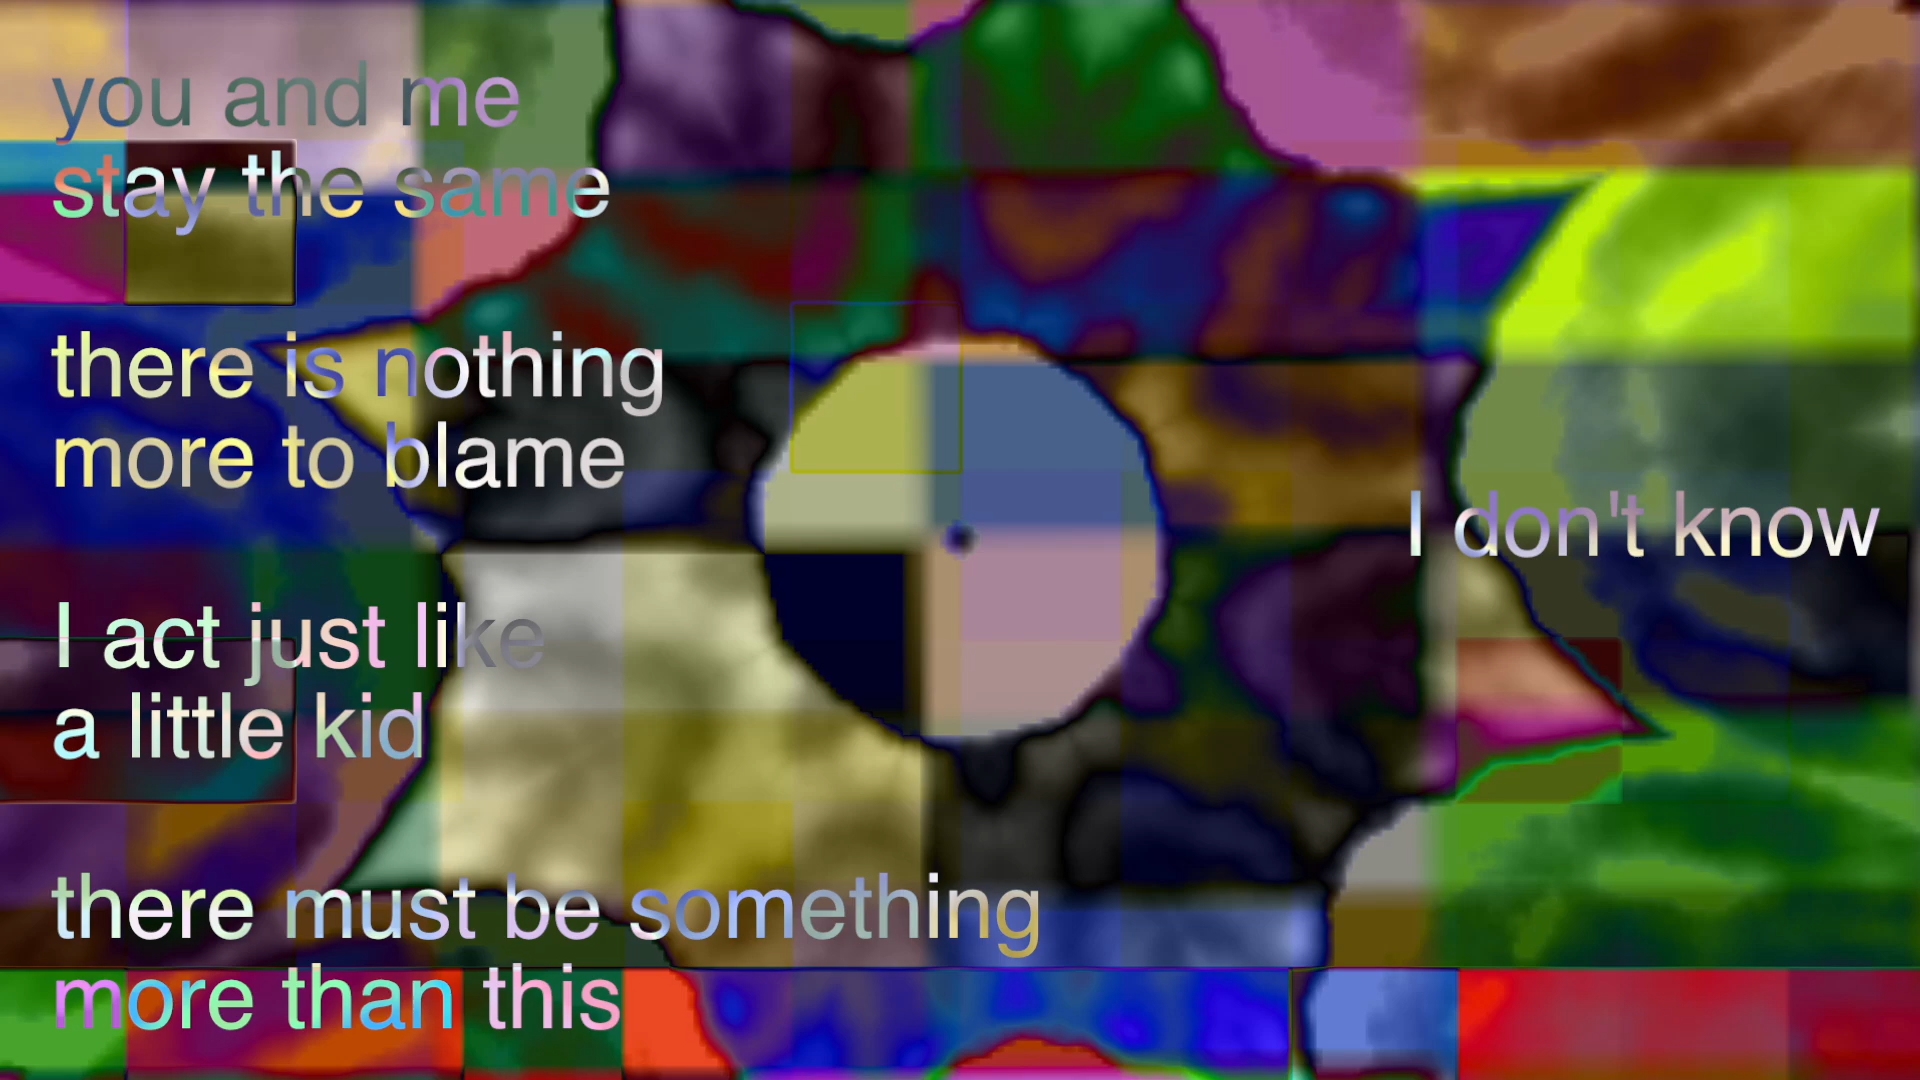 you and me
stay the same
there is nothing
more to blame
I don't know
I act just like
a little kid
there must be something
more than this